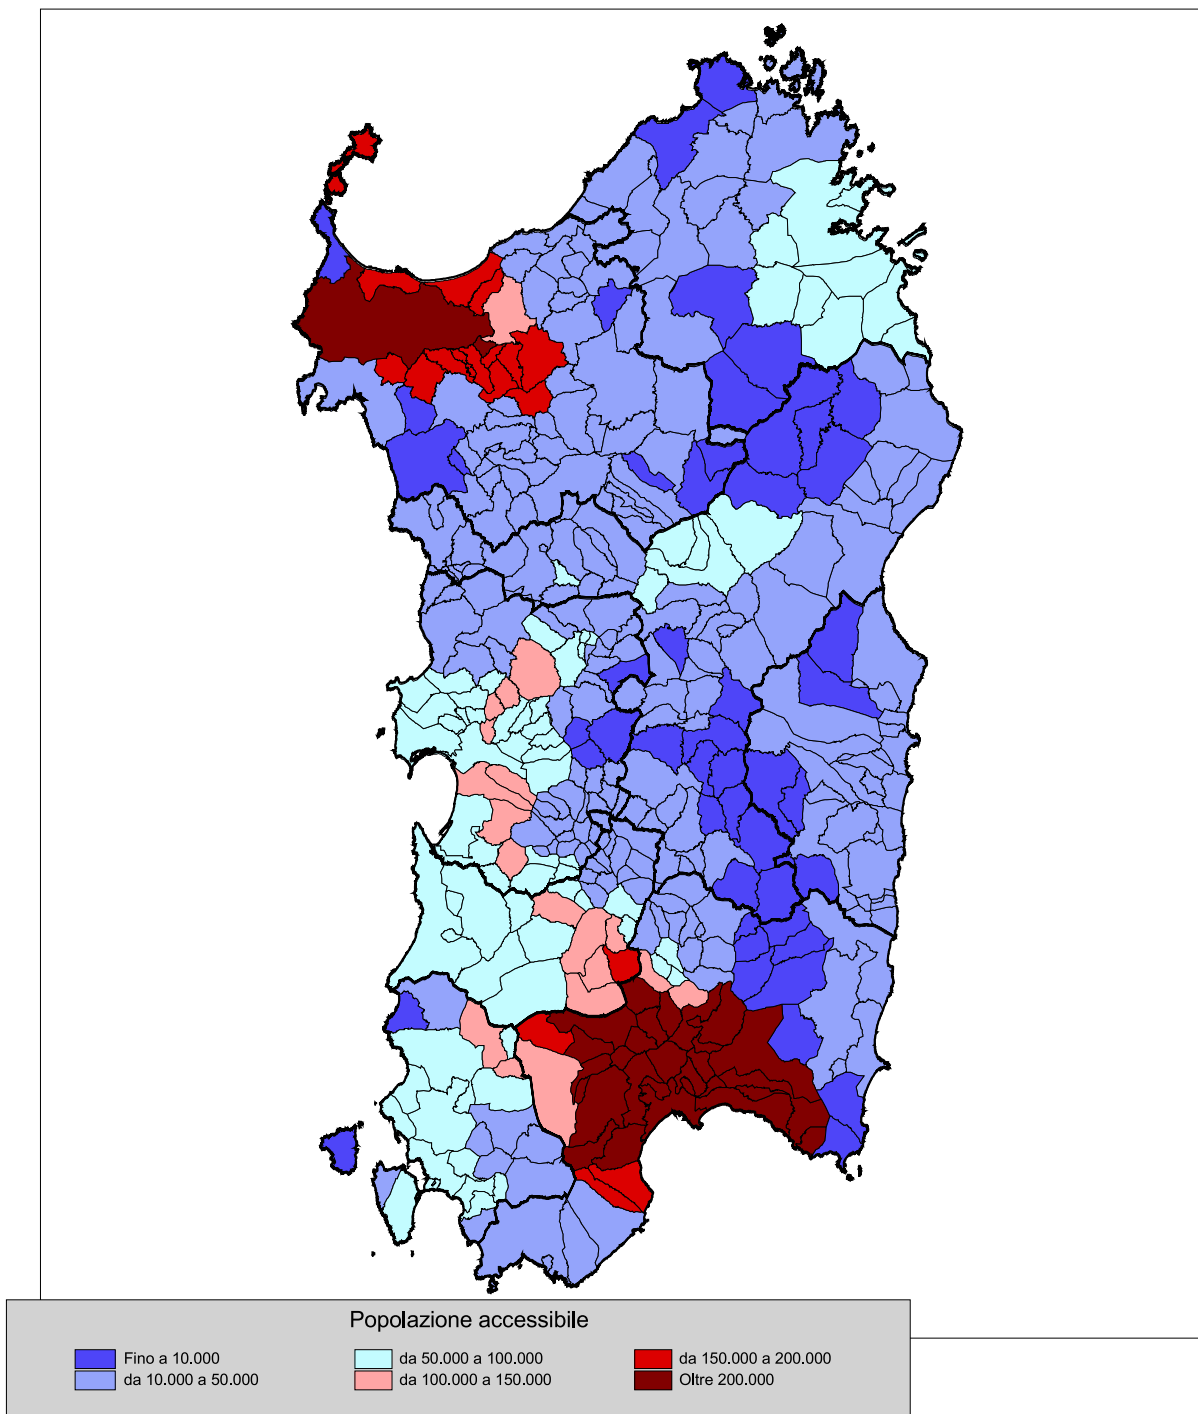 Popolazione accessibile
Fino a 10.000
da 50.000 a 100.000
da 150.000 a 200.000
da 10.000 a 50.000
da 100.000 a 150.000
Oltre 200.000